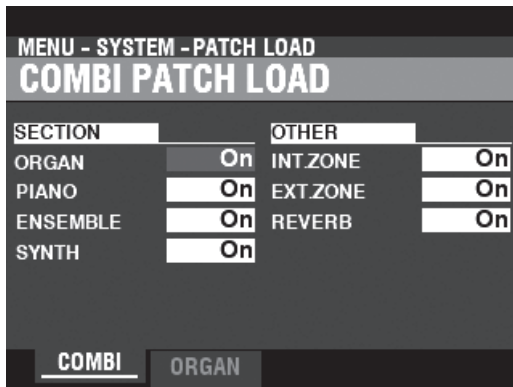 MENU - SYSTEM - PATCH LOAD
COMBI PATCH LOAD
SECTION
ORGAN On
PIANO On
ENSEMBLE On
SYNTH On
OTHER
INT.ZONE On
EXT.ZONE On
REVERB On
COMBI ORGAN